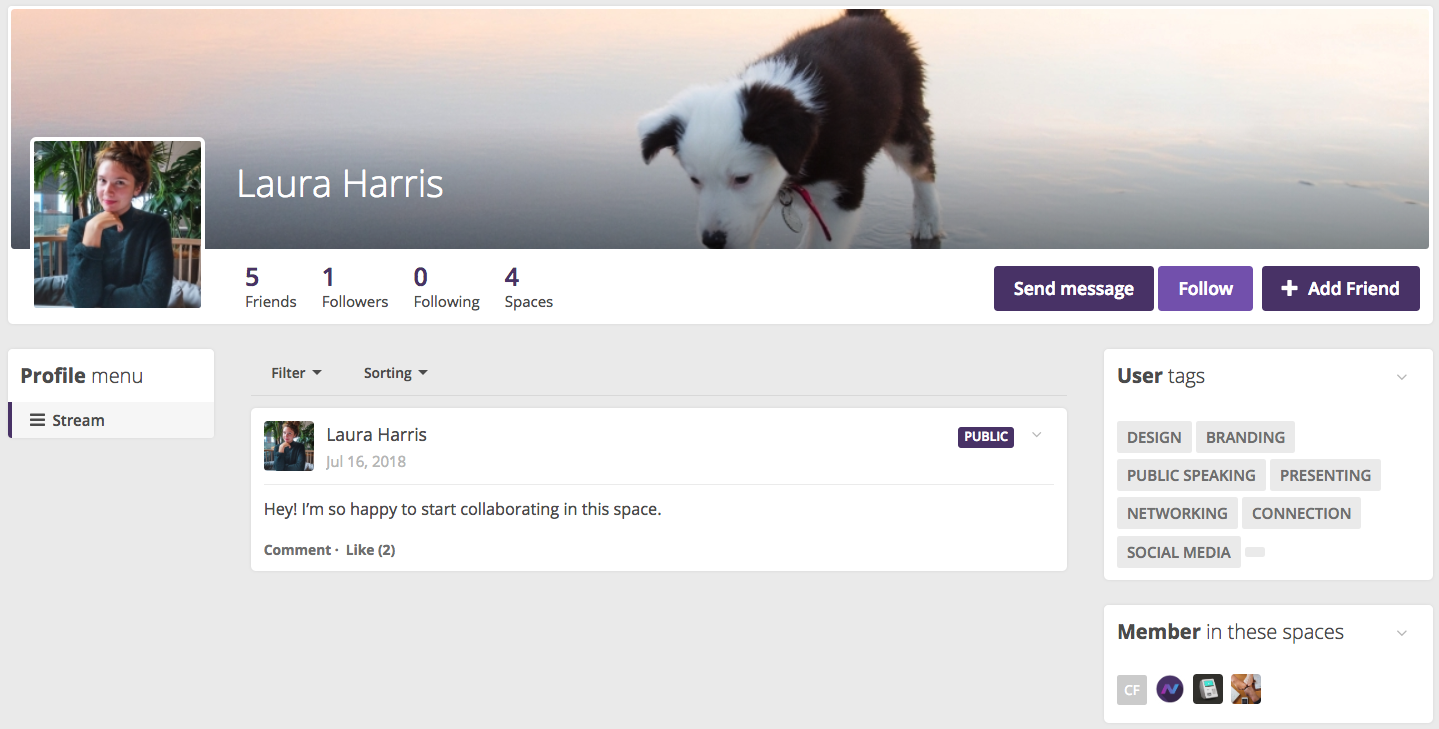 Laura Harris
5 1 0 4
Friends Followers Following Spaces
Send message Follow Add Friend
Profile menu
Stream
Filter Sorting
Laura Harris
PUBLIC
Jul 16, 2018
Hey! I’m so happy to start collaborating in this space.
Comment · Like (2)
User tags
DESIGN BRANDING
PUBLIC SPEAKING PRESENTING
NETWORKING CONNECTION
SOCIAL MEDIA
Member in these spaces
CF N